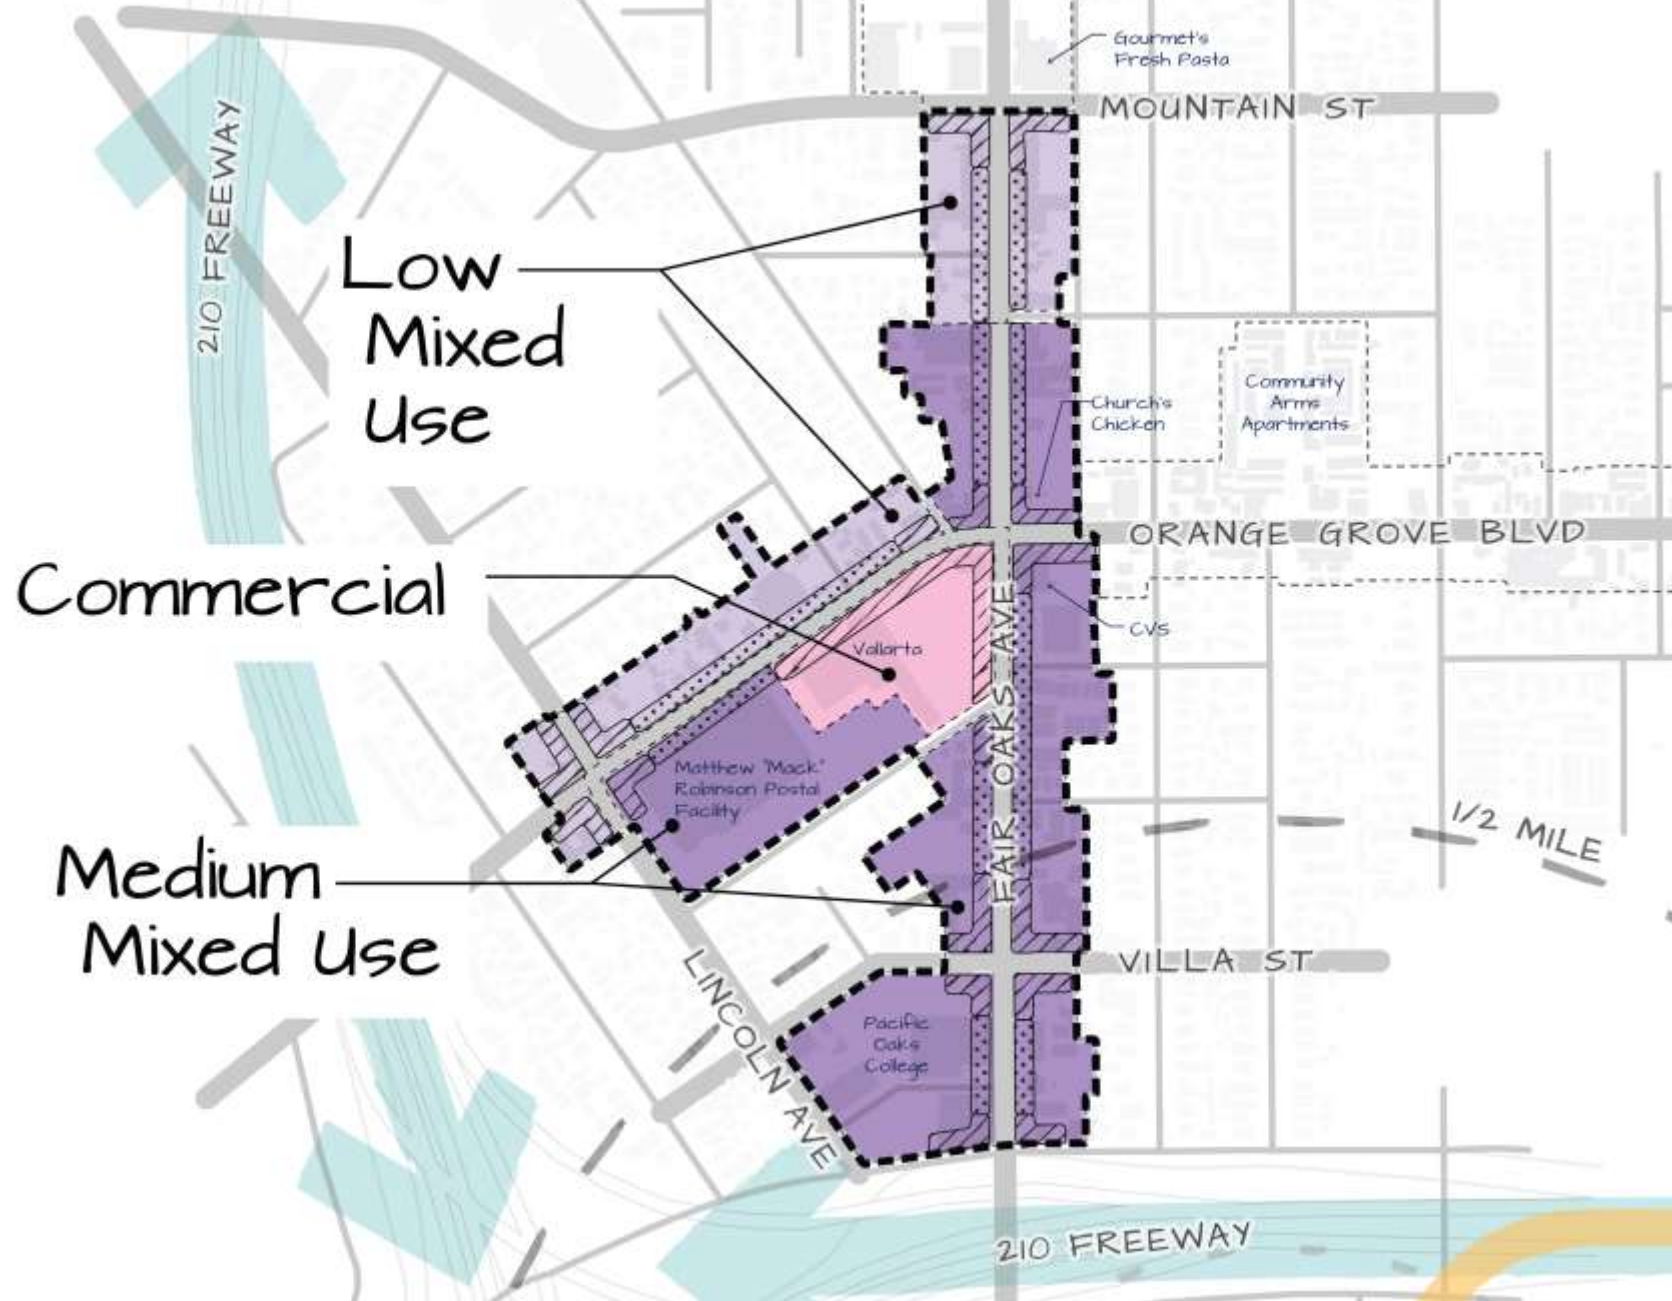 Gourmet's
Fresh Pasta
MOUNTAIN ST
210 FREEWAY
Low
Mixed
Use
Church's
Chicken
Community
Arms
Apartments
ORANGE GROVE BLVD
Commercial
CVS
Vallarta
FAIR OAKS AVE
Matthew "Mack"
Robinson Postal
Facility
1/2 MILE
Medium
Mixed Use
VILLA ST
LINCOLN AVE
Pacific
Oaks
College
210 FREEWAY